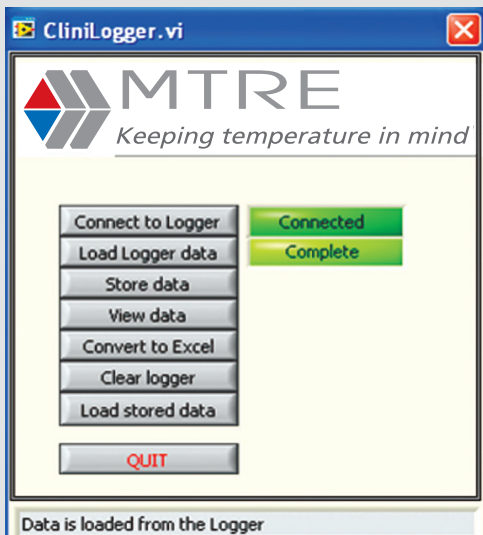 CliniLogger.vi
MTRE
Keeping temperature in mind
Connect to Logger Connected
Load Logger data Complete
Store data
View data
Convert to Excel
Clear logger
Load stored data
QUIT
Data is loaded from the Logger